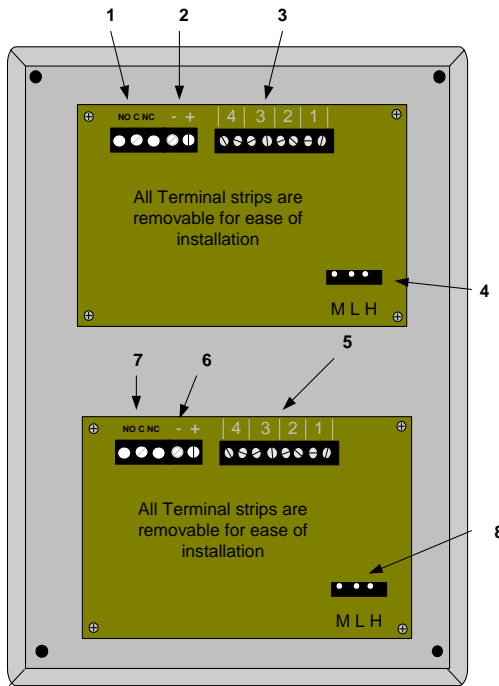 1 2 3
NO C NC - + 4 3 2 1
All Terminal strips are
removable for ease of
installation
4
M L H
7 6 5
NO C NC - + 4 3 2 1
All Terminal strips are
removable for ease of
installation
8
M L H